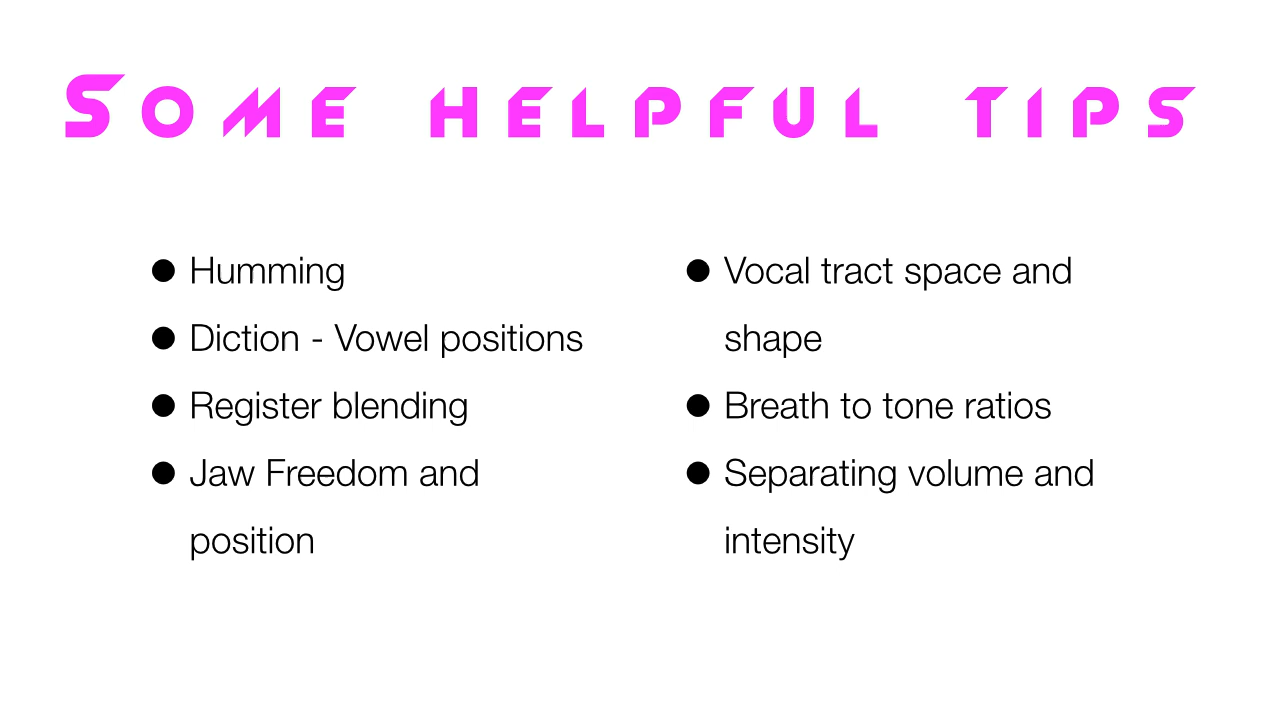 Some helpful tips
● Humming
● Diction - Vowel positions
● Register blending
● Jaw Freedom and
position
● Vocal tract space and
shape
● Breath to tone ratios
● Separating volume and
intensity